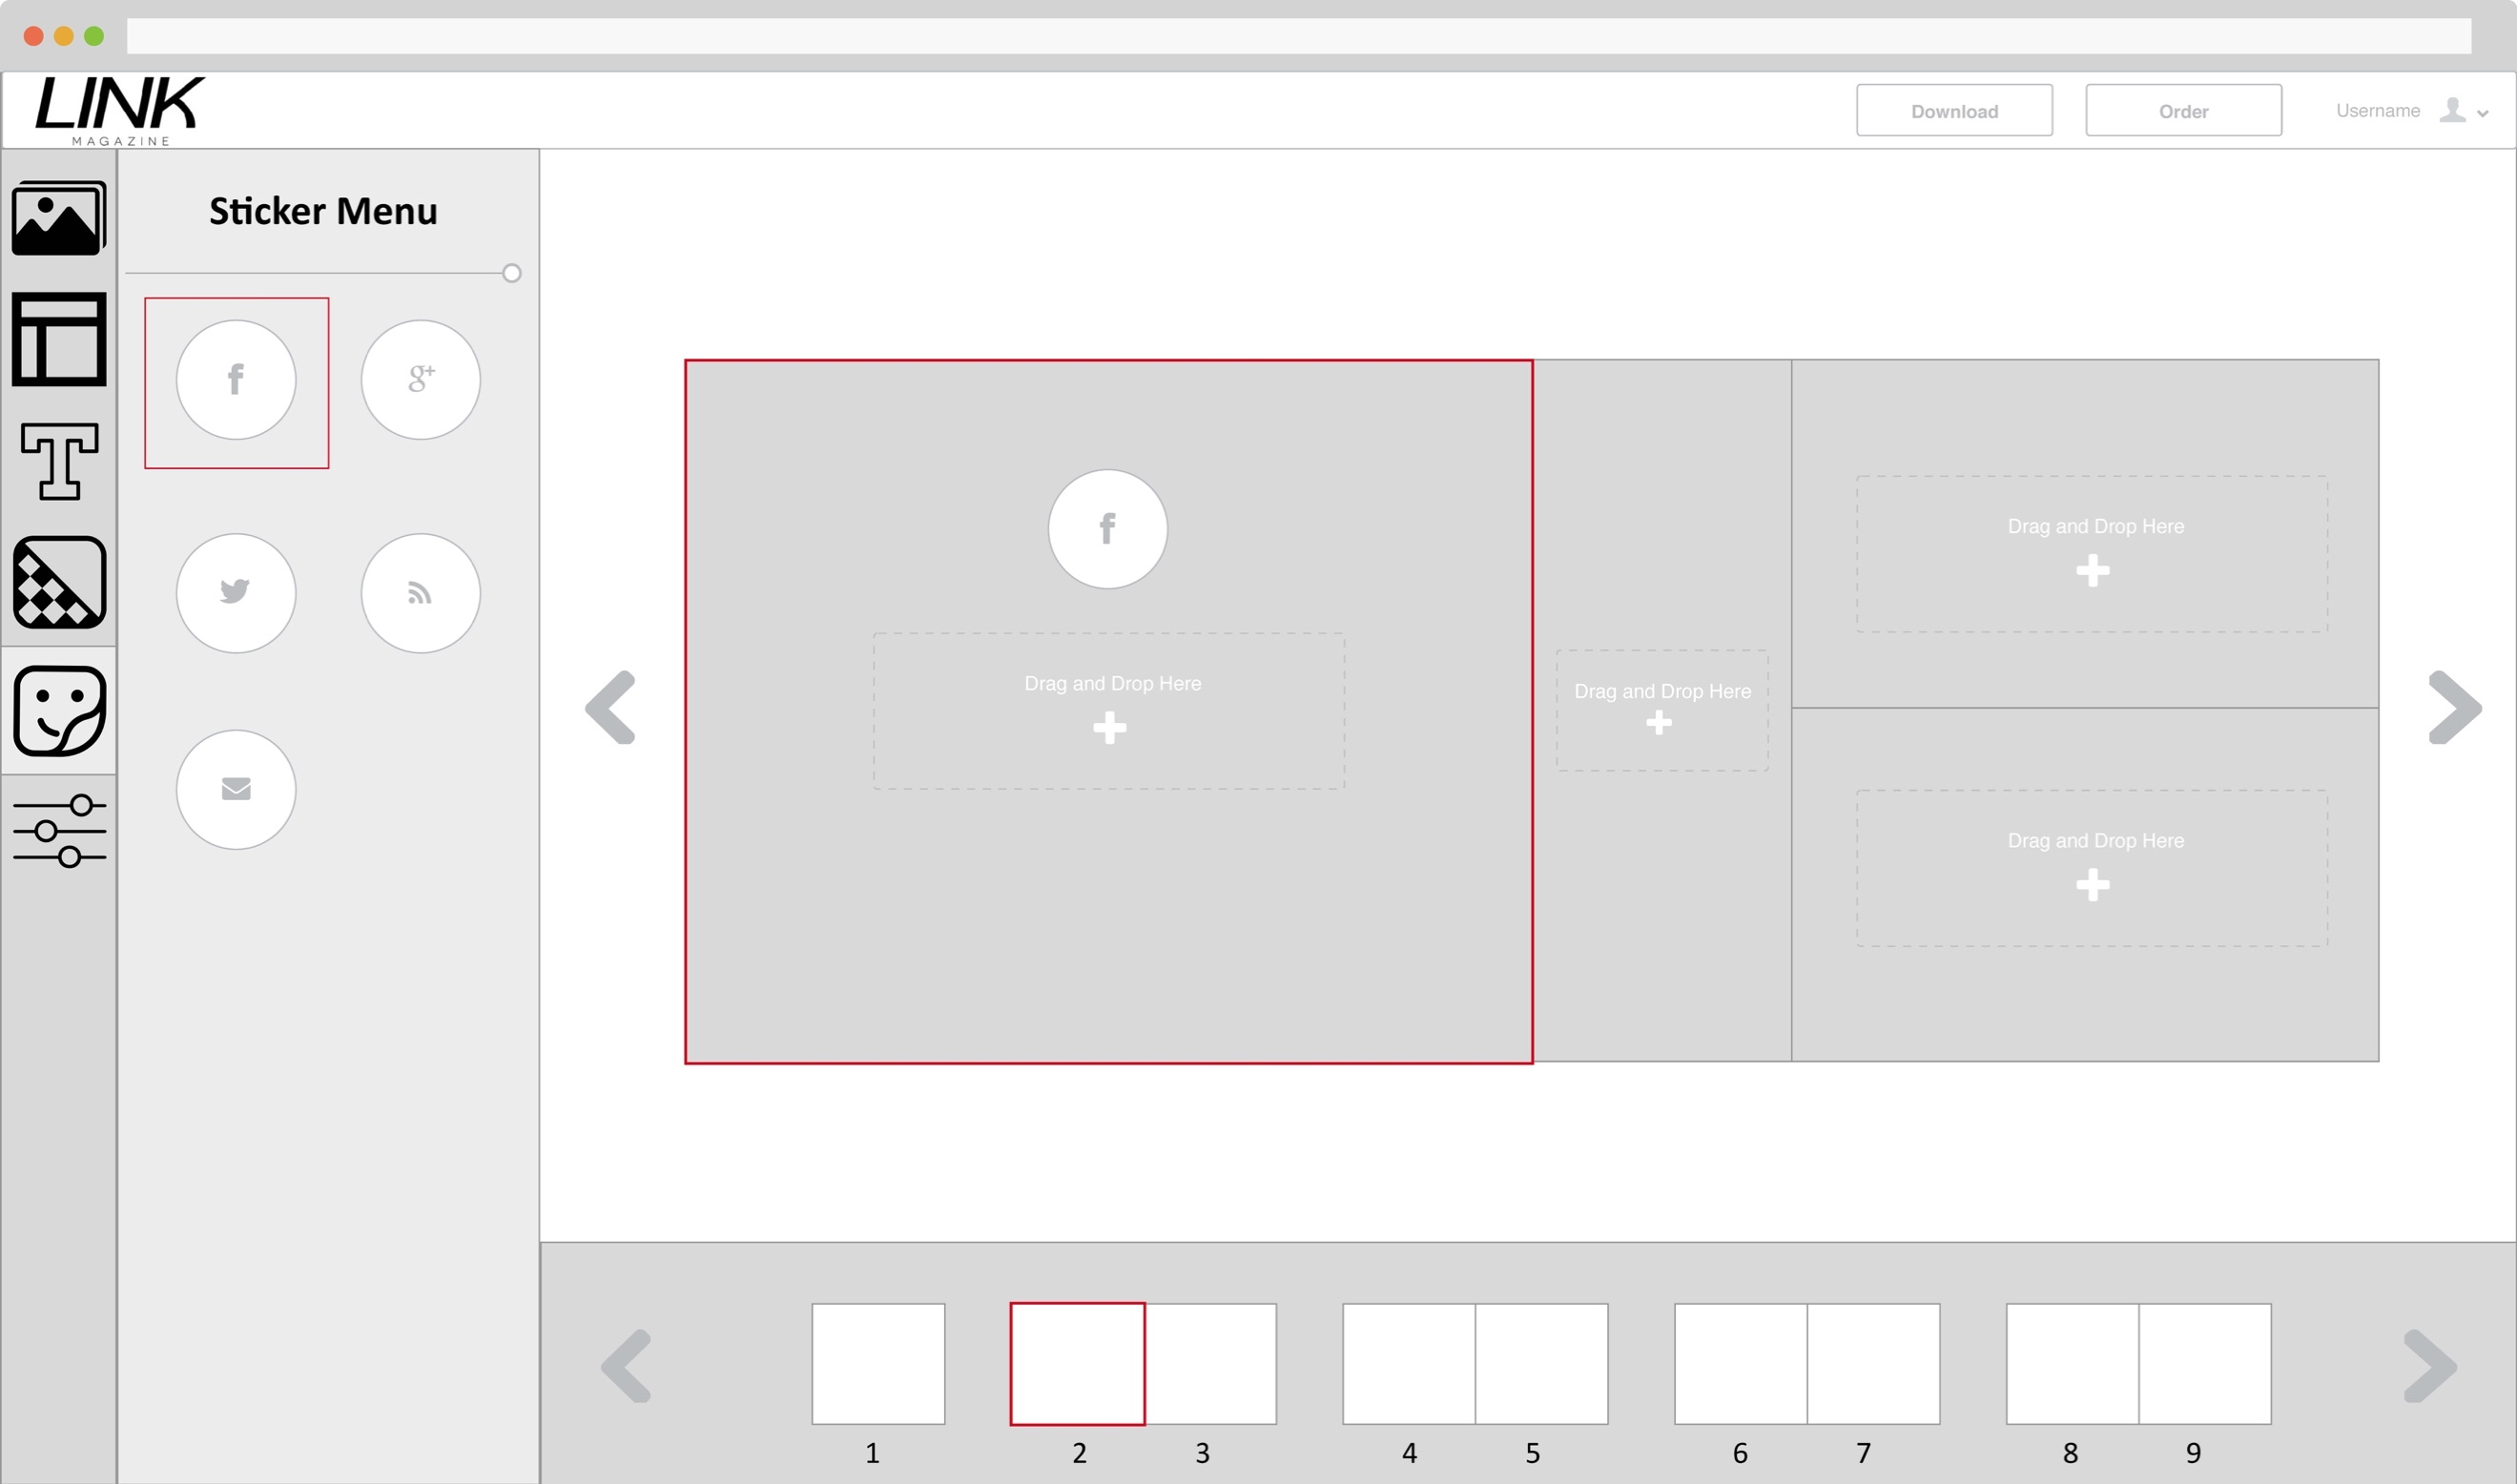 LINK
MAGAZINE
Download
Order
Username
Sticker Menu
f
g+
f
Drag and Drop Here
Drag and Drop Here
Drag and Drop Here
Drag and Drop Here
1
2
3
4
5
6
7
8
9